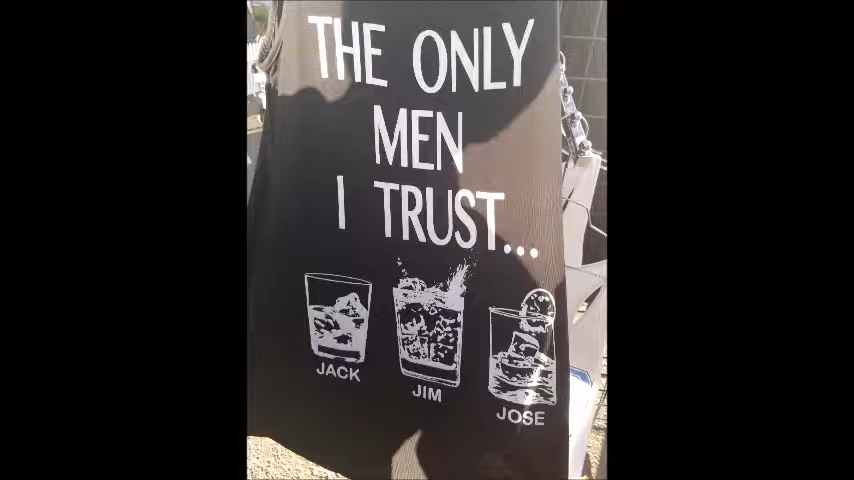 THE ONLY
MEN
I TRUST...
JACK
JIM
JOSE